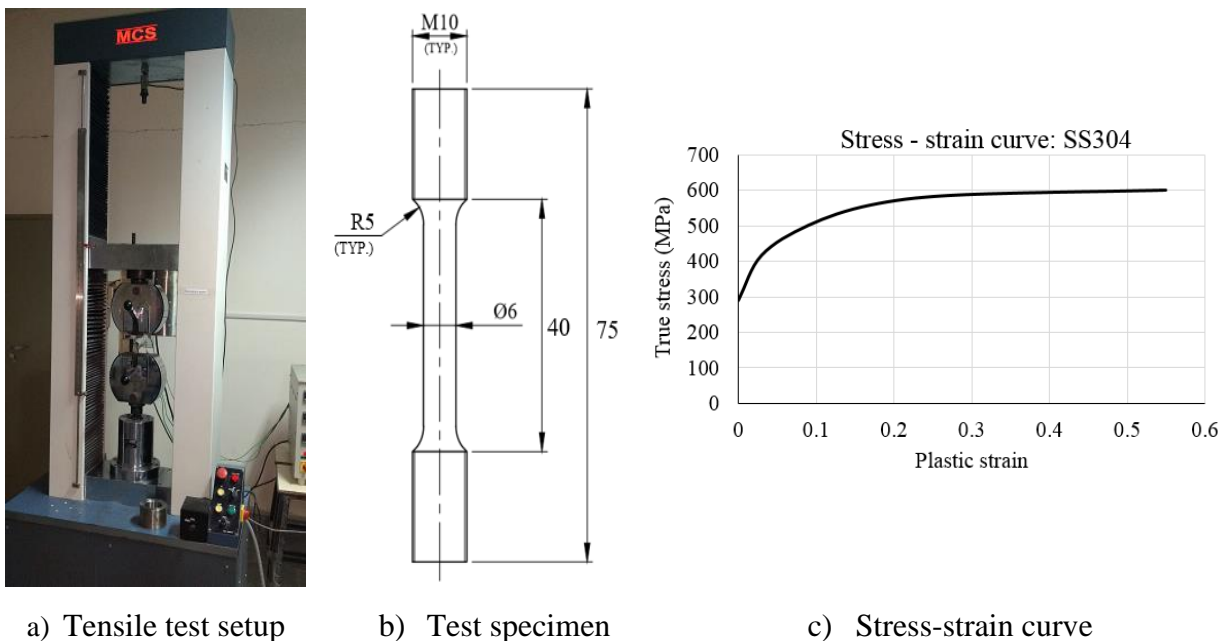 MCS
a) Tensile test setup
M10
(TYP.)
R5
(TYP.)
Ø6
40
75
b) Test specimen
Stress - strain curve: SS304
True stress (MPa)
700
600
500
400
300
200
100
0
0 0.1 0.2 0.3 0.4 0.5 0.6
Plastic strain
c) Stress-strain curve